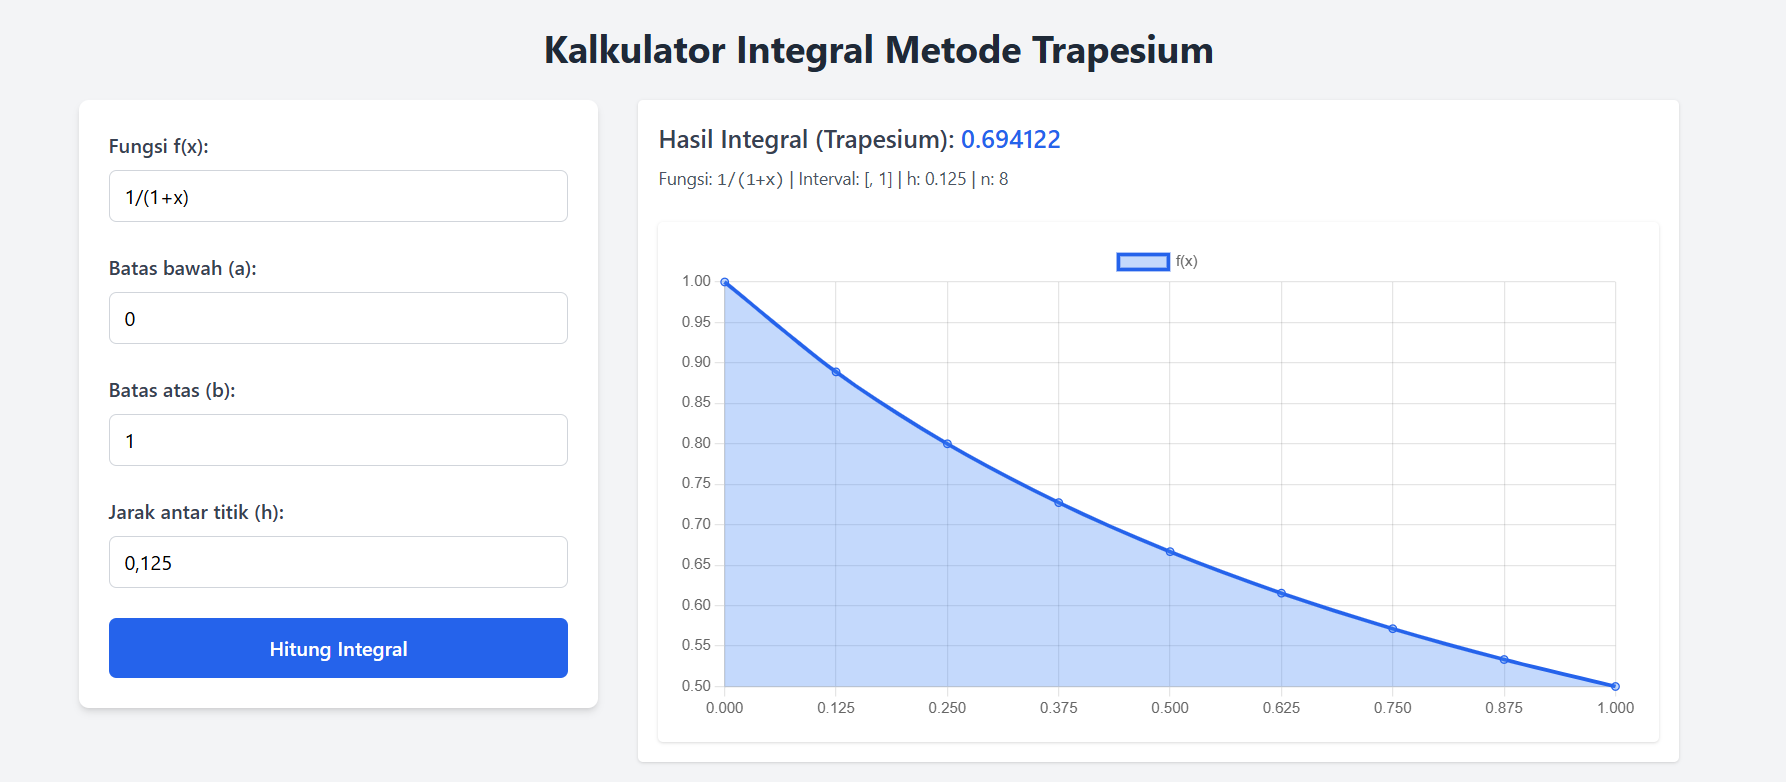 Kalkulator Integral Metode Trapesium
Fungsi f(x):
1/(1+x)
Batas bawah (a):
0
Batas atas (b):
1
Jarak antar titik (h):
0,125
Hitung Integral
Hasil Integral (Trapesium): 0.694122
Fungsi: 1/(1+x) | Interval: [, 1] | h: 0.125 | n: 8
f(x)
1.00
0.95
0.90
0.85
0.80
0.75
0.70
0.65
0.60
0.55
0.50
0.000 0.125 0.250 0.375 0.500 0.625 0.750 0.875 1.000